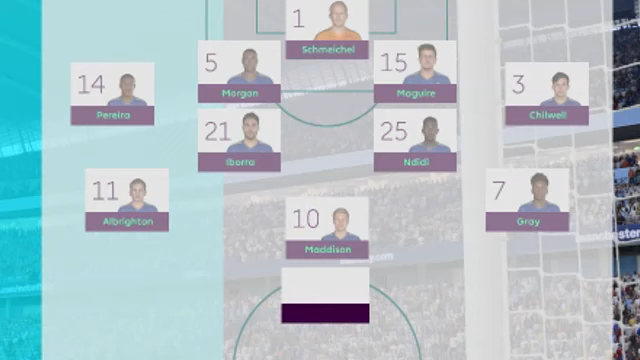 1
Schmeichel
5
Morgan
15
Maguire
14
Pereira
3
Chilwell
21
Iborra
25
Ndidi
11
Albrighton
7
Gray
10
Maddison